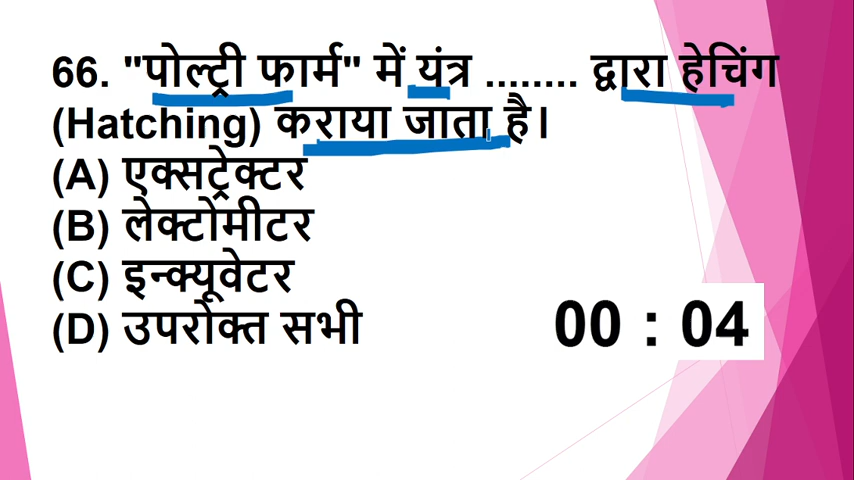 66. "पोल्ट्री फार्म" में यंत्र ........ द्वारा हेचिंग
(Hatching) कराया जाता है।
(A) एक्सट्रेक्टर
(B) लेक्टोमीटर
(C) इन्क्यूवेटर
(D) उपरोक्त सभी
00 : 04